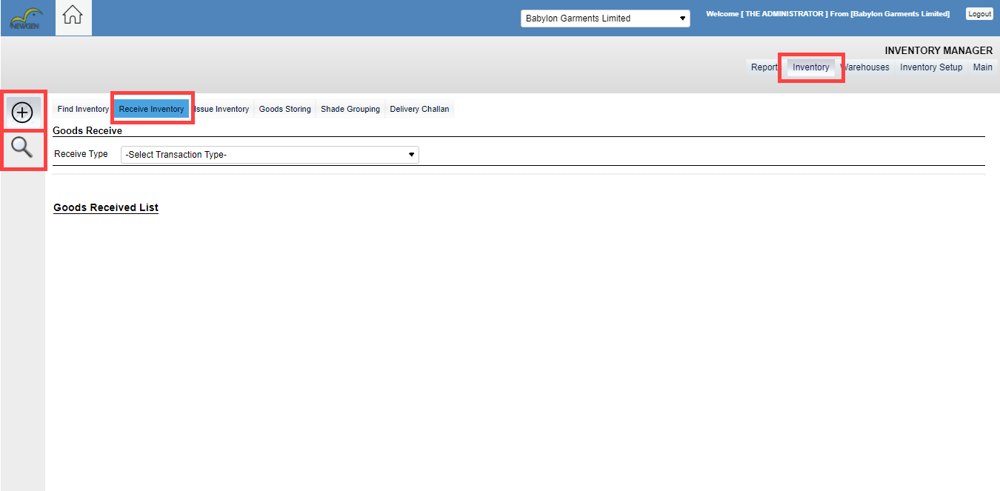 NEWGEN
Babylon Garments Limited
Welcome [ THE ADMINISTRATOR ] From [Babylon Garments Limited]
Logout
INVENTORY MANAGER
Report Inventory Warehouses Inventory Setup Main
Find Inventory Receive Inventory Issue Inventory Goods Storing Shade Grouping Delivery Challan
Goods Receive
Receive Type -Select Transaction Type-
Goods Received List